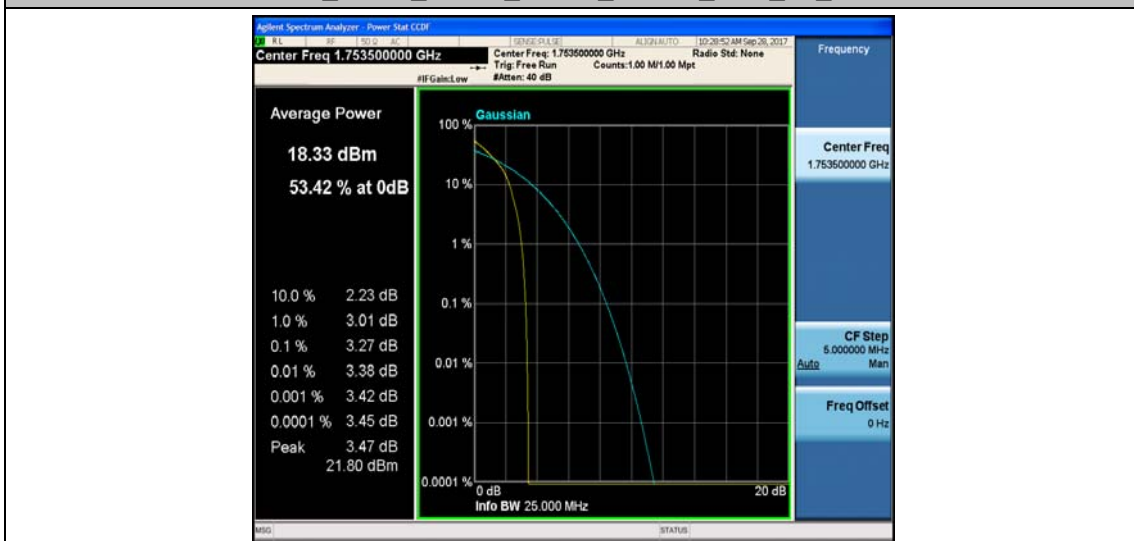 Agilent Spectrum Analyzer - Power Stat CCDF
RL RF 50 Ω AC SENSE:PULSE ALIGN AUTO 10:28:52 AM Sep 28, 2017
Center Freq 1.753500000 GHz
Center Freq: 1.753500000 GHz Radio Std: None
Trig: Free Run Counts:1.00 M/1.00 Mpt
#IFGain:Low #Atten: 40 dB
Frequency
Average Power
18.33 dBm
53.42 % at 0dB
10.0 % 2.23 dB
1.0 % 3.01 dB
0.1 % 3.27 dB
0.01 % 3.38 dB
0.001 % 3.42 dB
0.0001 % 3.45 dB
Peak 3.47 dB
21.80 dBm
Gaussian
100 %
10 %
1 %
0.1 %
0.01 %
0.001 %
0.0001 %
0 dB 20 dB
Info BW 25.000 MHz
Center Freq
1.753500000 GHz
CF Step
5.000000 MHz
Auto Man
Freq Offset
0 Hz
MSG STATUS